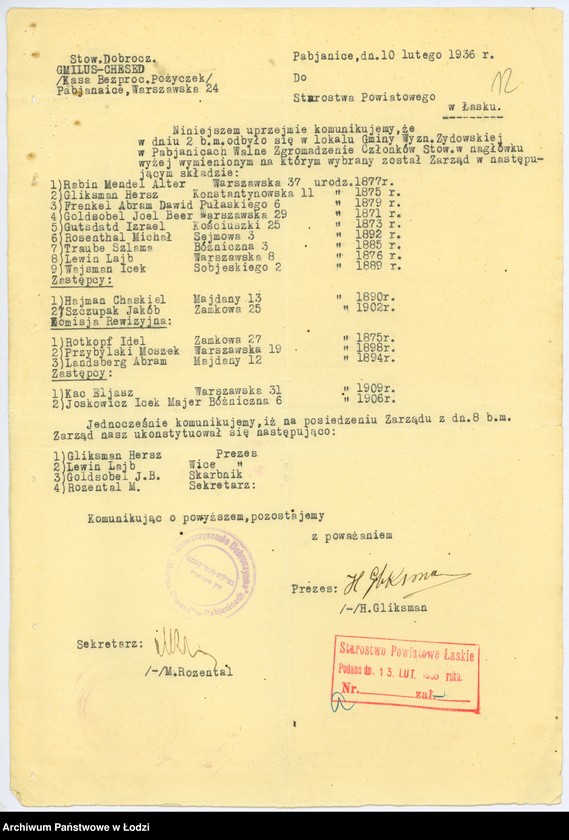 Stow.Dobrocz.
GMILUS-CHESED
/Kasa Bezproc.Pożyczek/
Pabjanaice,Warszawska 24
Pabjanice,dn.10 lutego 1936 r.
12
Do
Starostwa Powiatowego
w Łasku.
Niniejszem uprzejmie komunikujemy,że
w dniu 2 b.m.odbyło się w lokalu Gminy Wyzn.Żydowskiej
w Pabjanicach Walne Zgromadzenie Członków Stow.w nagłówku
wyżej wymienionym na którym wybrany został Zarząd w następu-
jącym składzie:
1)Rabin Mendel Alter Warszawska 37 urodz.1877r.
2)Gliksman Hersz Konstantynowska 11 " 1875 r.
3)Frenkel Abram Dawid Pułaskiego 6 " 1879 r.
4)Goldsobel Joel Beer Warszawska 29 " 1871 r.
5)Gutsdatd Izrael Kościuszki 25 " 1873 r.
6)Rosenthal Michał Sejmowa 3 " 1892 r.
7)Traube Szlama Bóżniczna 3 " 1885 r.
8)Lewin Lajb Warszawa 8 " 1876 r.
9)Wajsman Icek Sobjeskiego 2 " 1889 r.
Zastępcy:
1)Hajman Chaskiel Majdany 13 " 1890r.
2)Szczupak Jakób Zamkowa 25 " 1902r.
Komisja Rewizyjna:
1)Rotkopf Idel Zamkowa 27 " 1875r.
2)Przybylski Moszek Warszawska 19 " 1898r.
3)Landsberg Abram Majdany 12 " 1894r.
Zastępcy:
1)Kac Eljasz Warszawska 31 " 1909r.
2)Joskowicz Icek Majer Bóżniczna 6 " 1906r.
Jednocześnie komunikujemy,iż na posiedzeniu Zarządu z dn.8 b.m.
Zarząd nasz ukonstytuował się następująco:
1)Gliksman Hersz Prezes
2)Lewin Lajb Wice "
3)Goldsobel J.B. Skarbnik
4)Rozental M. Sekretarz:
Komunikując o powyższem,pozostajemy
z poważaniem
Prezes: H Gliksman
/-/H.Gliksman
Sekretarz:
/-/M.Rozental
Starostwo Powiatowe Łaskie
Podano dn. 13. LUT. roku.
Nr. zał.
Archiwum Państwowe w Łodzi